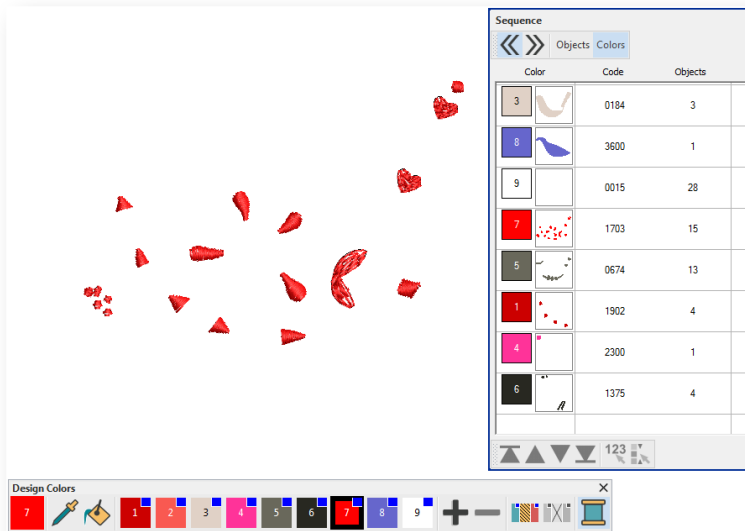 Sequence
Objects Colors
Color Code Objects
3 0184 3
8 3600 1
9 0015 28
7 1703 15
5 0674 13
1 1902 4
4 2300 1
6 1375 4
123
Design Colors
7 1 2 3 4 5 6 7 8 9